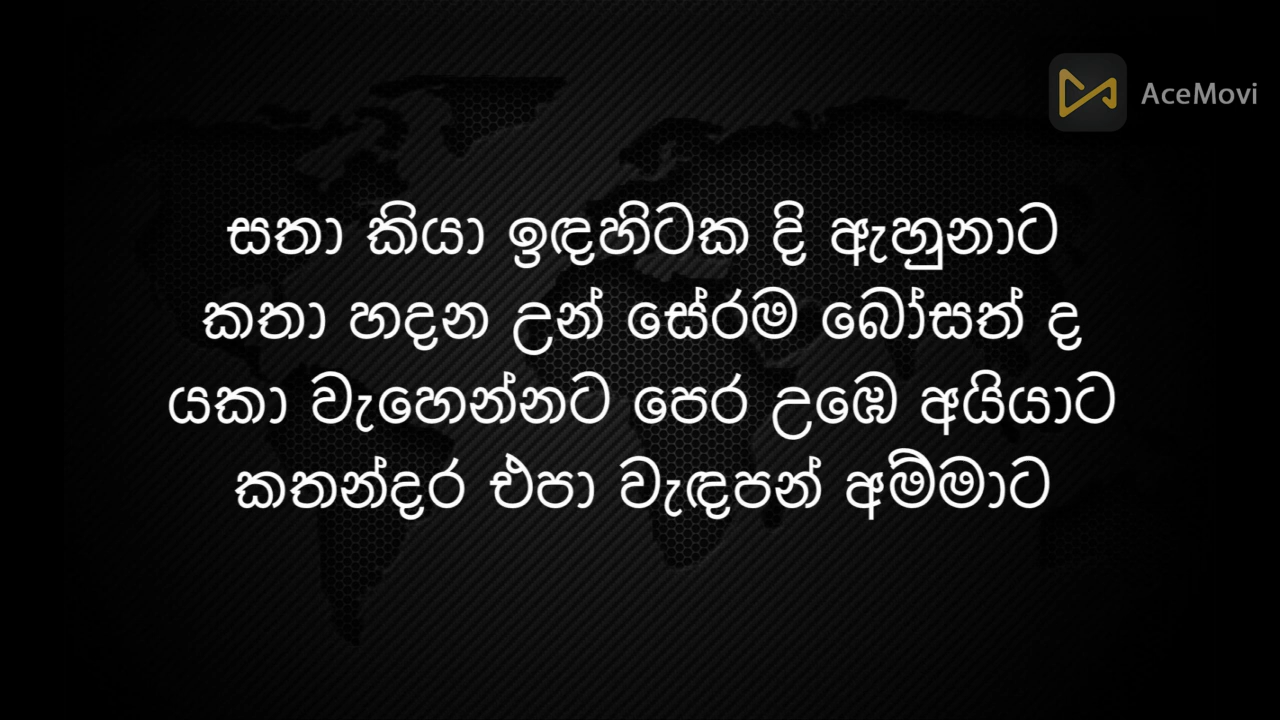 AceMovi
සතා කියා ඉඳහිටක දි ඇහුනාට
කතා හදන උන් සේරම බෝසත් ද
යකා වැහෙන්නට පෙර උඹෙ අයියාට
කතන්දර එපා වැඳපන් අම්මාට